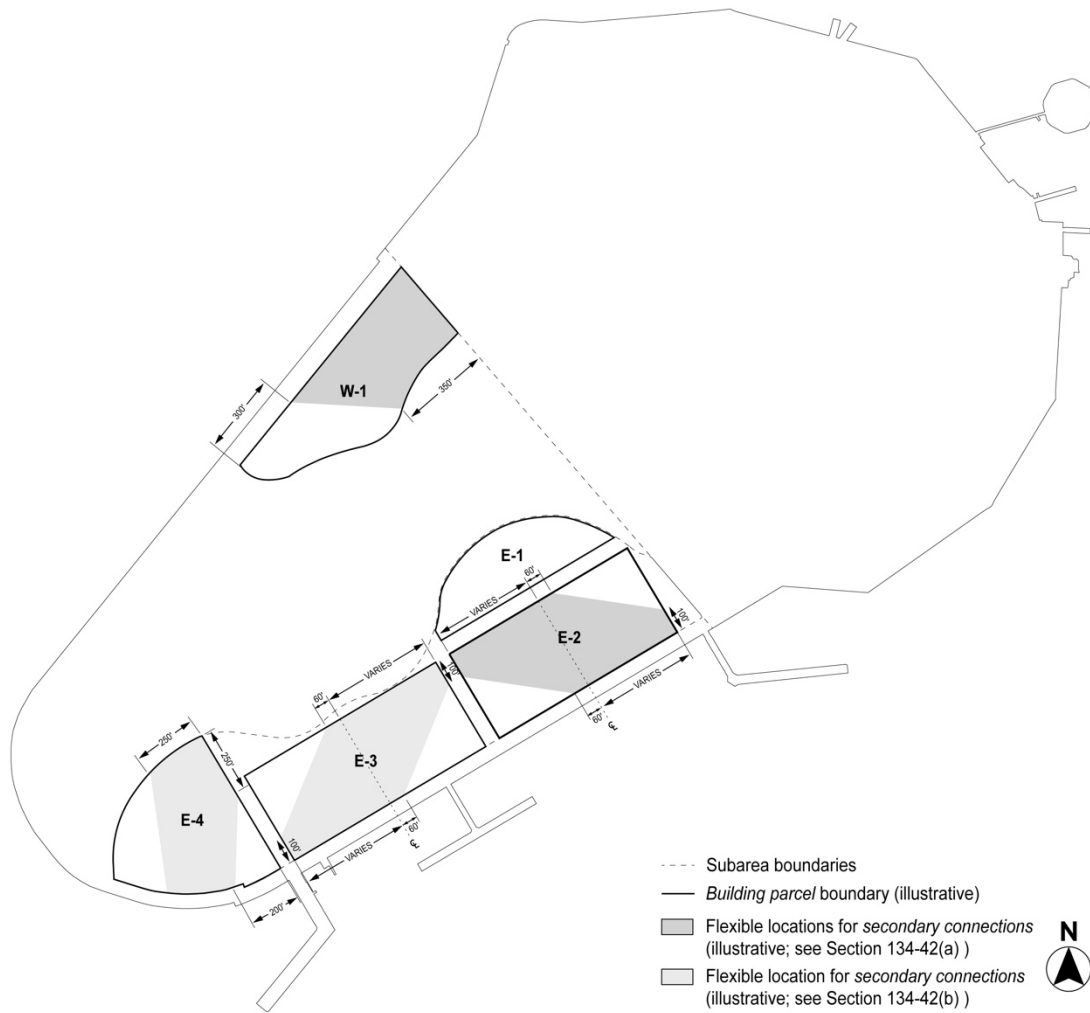 W-1
350'
300'
E-1
60'
VARIES
100'
E-2
VARIES
100'
60'
VARIES
60'
℄
250'
250'
E-3
E-4
60'
100'
VARIES
℄
200'
Subarea boundaries
Building parcel boundary (illustrative)
Flexible locations for secondary connections
(illustrative; see Section 134-42(a) )
Flexible location for secondary connections
(illustrative; see Section 134-42(b) )
N